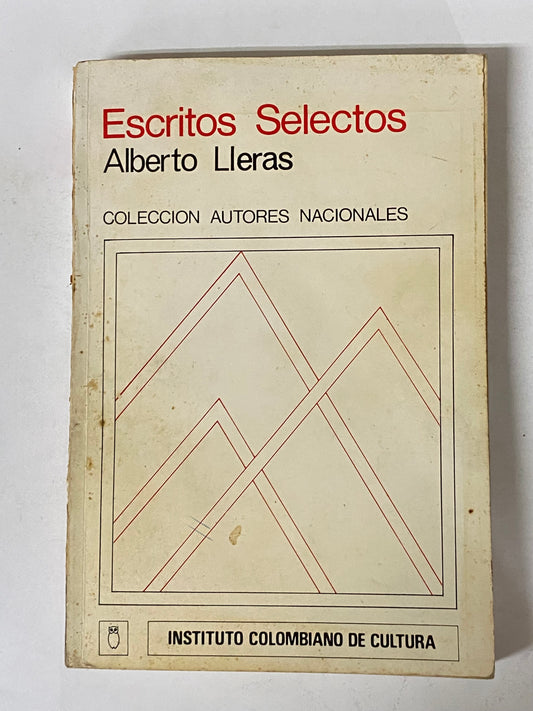 Escritos Selectos
Alberto Lleras
COLECCION AUTORES NACIONALES
INSTITUTO COLOMBIANO DE CULTURA